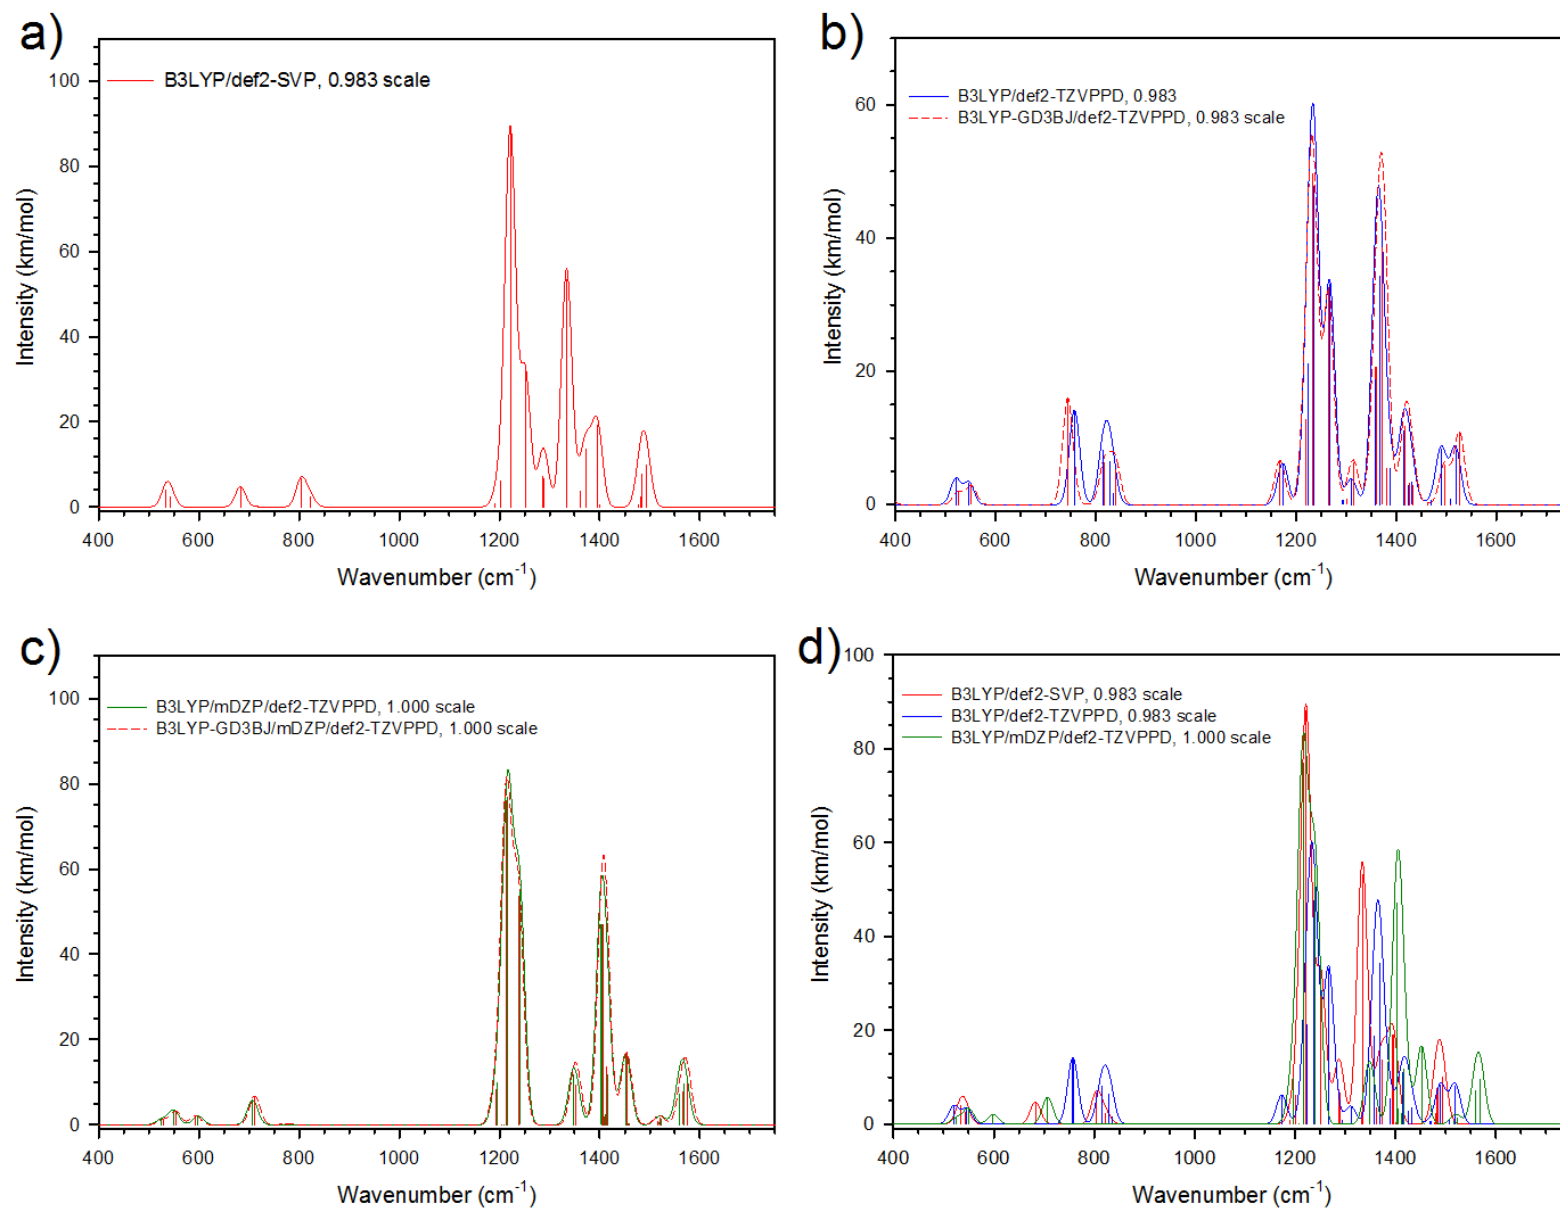 a)
B3LYP/def2-SVP, 0.983 scale
100
80
60
40
20
0
Intensity (km/mol)
400 600 800 1000 1200 1400 1600
Wavenumber (cm⁻¹)
b)
B3LYP/def2-TZVPPD, 0.983
B3LYP-GD3BJ/def2-TZVPPD, 0.983 scale
60
40
20
0
Intensity (km/mol)
400 600 800 1000 1200 1400 1600
Wavenumber (cm⁻¹)
c)
B3LYP/mDZP/def2-TZVPPD, 1.000 scale
B3LYP-GD3BJ/mDZP/def2-TZVPPD, 1.000 scale
100
80
60
40
20
0
Intensity (km/mol)
400 600 800 1000 1200 1400 1600
Wavenumber (cm⁻¹)
d)
B3LYP/def2-SVP, 0.983 scale
B3LYP/def2-TZVPPD, 0.983 scale
B3LYP/mDZP/def2-TZVPPD, 1.000 scale
100
80
60
40
20
0
Intensity (km/mol)
400 600 800 1000 1200 1400 1600
Wavenumber (cm⁻¹)